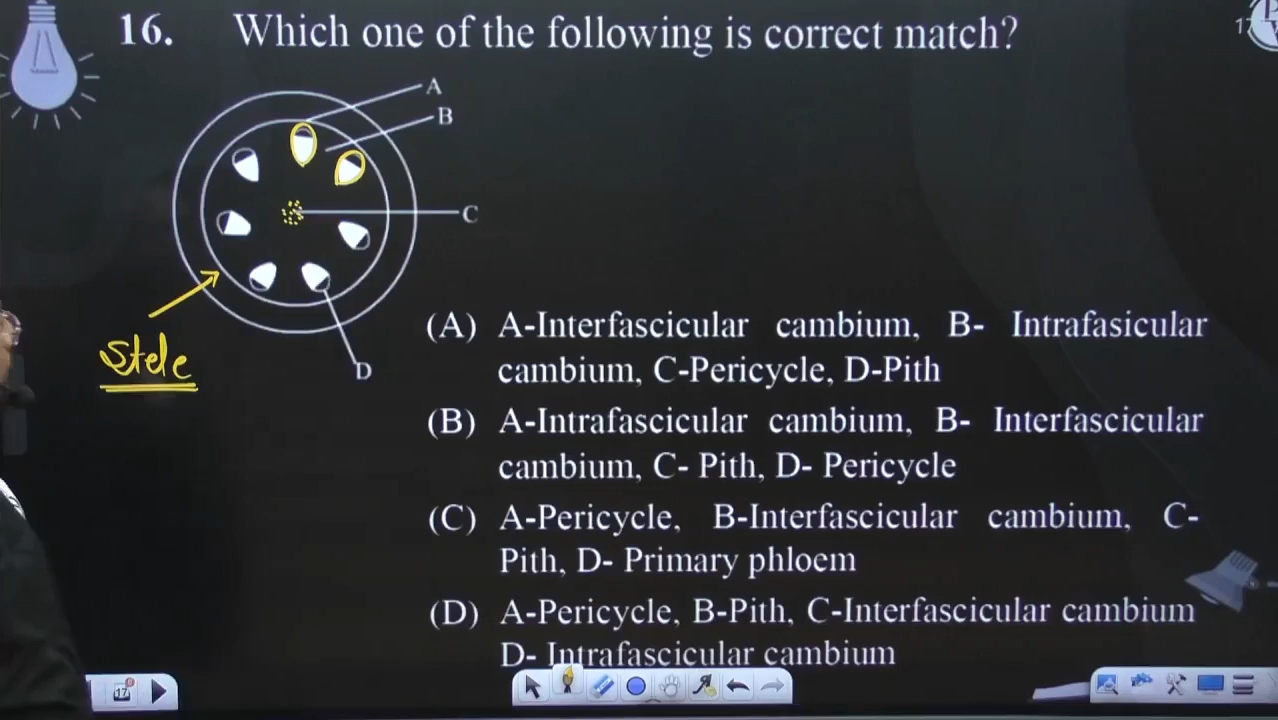 16. Which one of the following is correct match?
A
B
C
D
Stele
(A) A-Interfascicular cambium, B- Intrafasicular
cambium, C-Pericycle, D-Pith
(B) A-Intrafascicular cambium, B- Interfascicular
cambium, C- Pith, D- Pericycle
(C) A-Pericycle, B-Interfascicular cambium, C-
Pith, D- Primary phloem
(D) A-Pericycle, B-Pith, C-Interfascicular cambium
D- Intrafascicular cambium
17